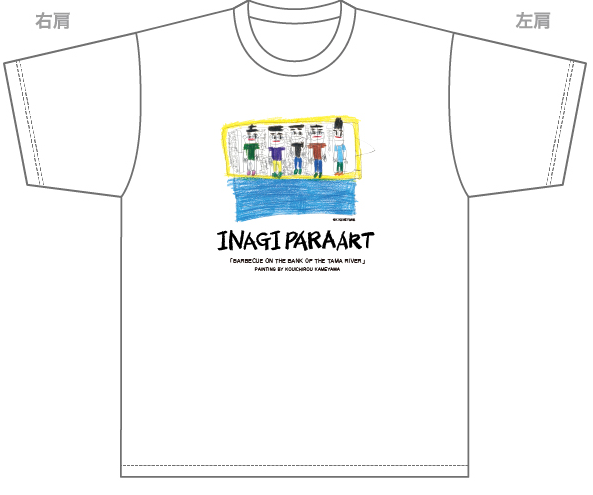 右肩
左肩
INAGI PARAART
「BARBECUE ON THE BANK OF THE TAMA RIVER」
PAINTING BY KOUICHIROU KAMEYAMA